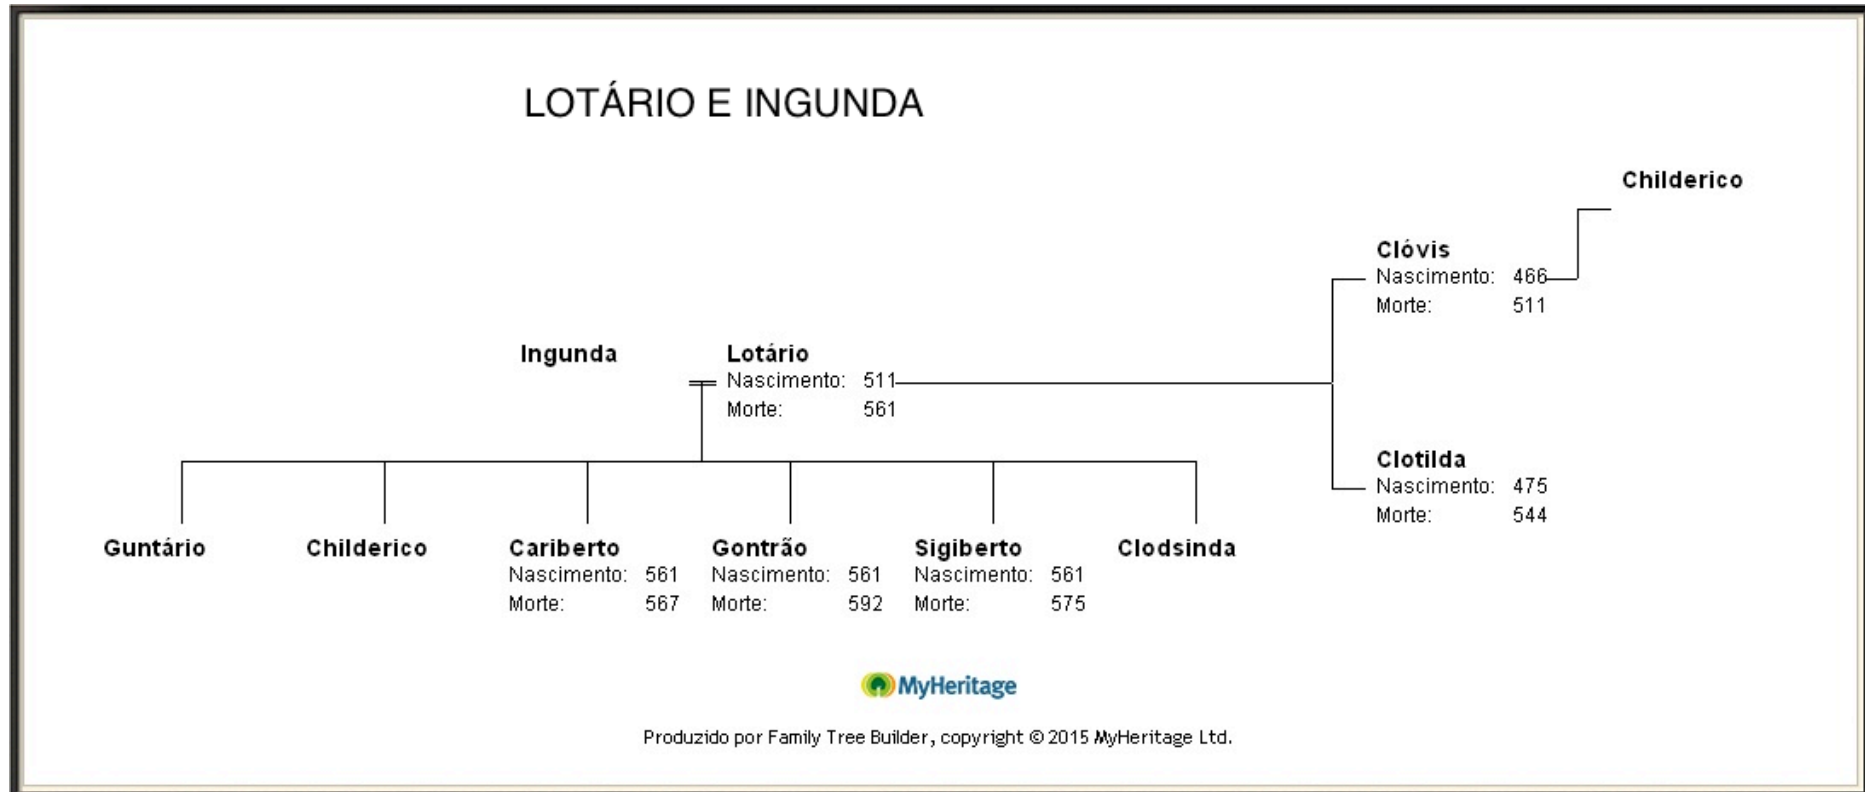 LOTÁRIO E INGUNDA
Childerico
Clóvis
Nascimento: 466
Morte: 511
Ingunda
Lotário
Nascimento: 511
Morte: 561
Clotilda
Nascimento: 475
Morte: 544
Guntário
Childerico
Cariberto
Nascimento: 561
Morte: 567
Gontrão
Nascimento: 561
Morte: 592
Sigiberto
Nascimento: 561
Morte: 575
Clodsinda
MyHeritage
Produzido por Family Tree Builder, copyright © 2015 MyHeritage Ltd.